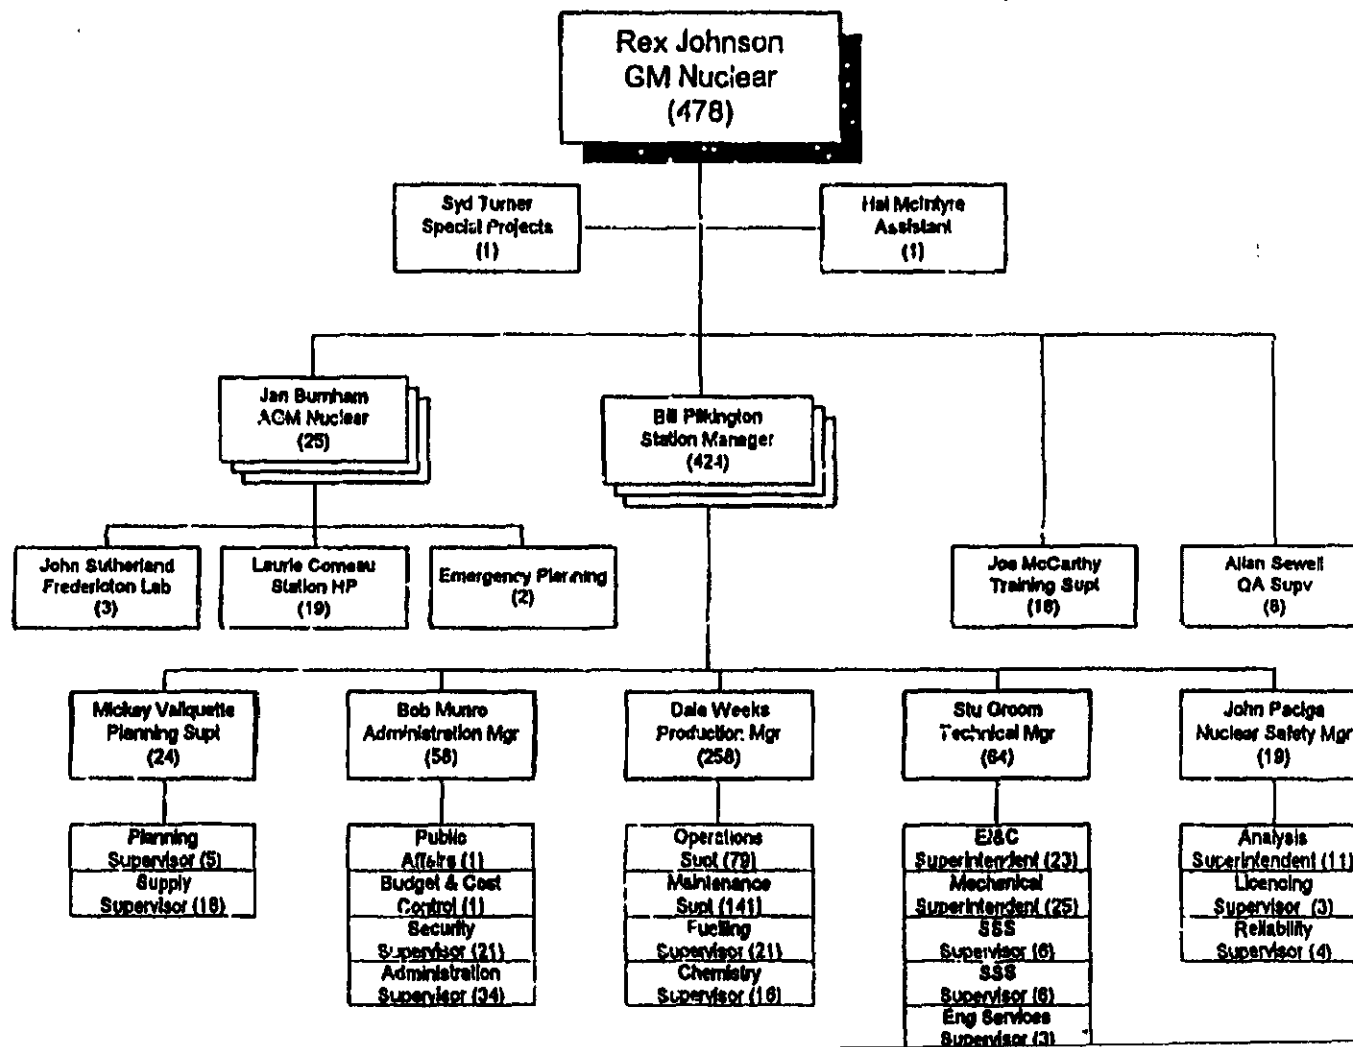 Rex Johnson
GM Nuclear
(478)
Syd Turner
Special Projects
(1)
Hal McIntyre
Assistant
(1)
Jan Burnham
AGM Nuclear
(25)
Bill Pilkington
Station Manager
(424)
John Sutherland
Fredericton Lab
(3)
Laurie Comeau
Station HP
(19)
Emergency Planning
(2)
Joe McCarthy
Training Supt
Allan Sewell
QA Supv
(8)
Mickey Valiquette
Planning Supt
(24)
Bob Munro
Administration Mgr
(58)
Dale Weeks
Production Mgr
(258)
Stu Groom
Technical Mgr
(64)
John Paciga
Nuclear Safety Mgr
(19)
Planning
Supervisor (5)
Supply
Supervisor (18)
Public
Affairs (1)
Budget & Cost
Control (1)
Security
Supervisor (21)
Administration
Supervisor (34)
Operations
Supt (79)
Maintenance
Supt (141)
Fuelling
Supervisor (21)
Chemistry
Supervisor (16)
EI&C
Superintendent (23)
Mechanical
Superintendent (25)
SSS
Supervisor (6)
SSS
Supervisor (6)
Eng Services
Supervisor (3)
Analysis
Superintendent (11)
Licencing
Supervisor (3)
Reliability
Supervisor (4)